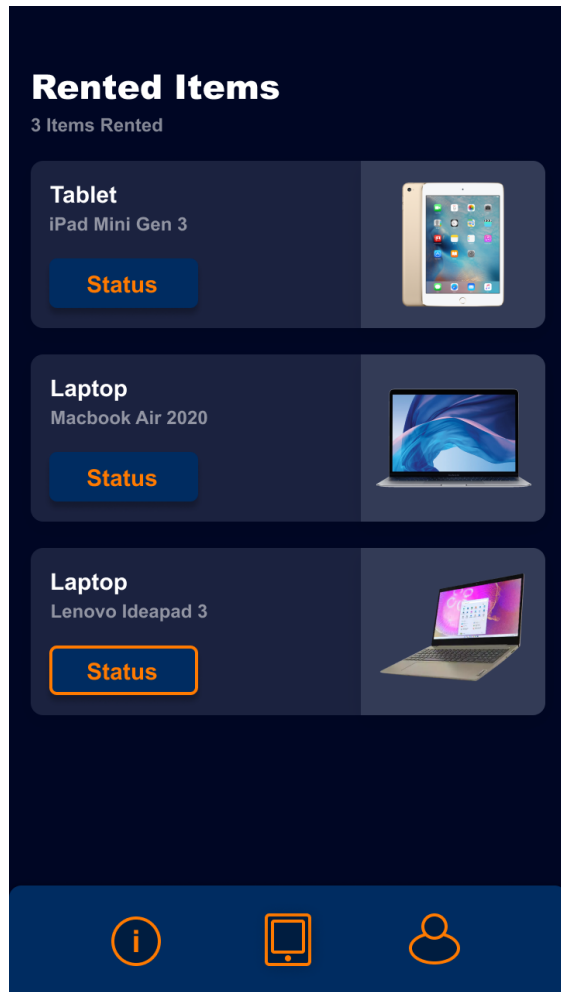 Rented Items
3 Items Rented
Tablet
iPad Mini Gen 3
Status
Laptop
Macbook Air 2020
Status
Laptop
Lenovo Ideapad 3
Status
i